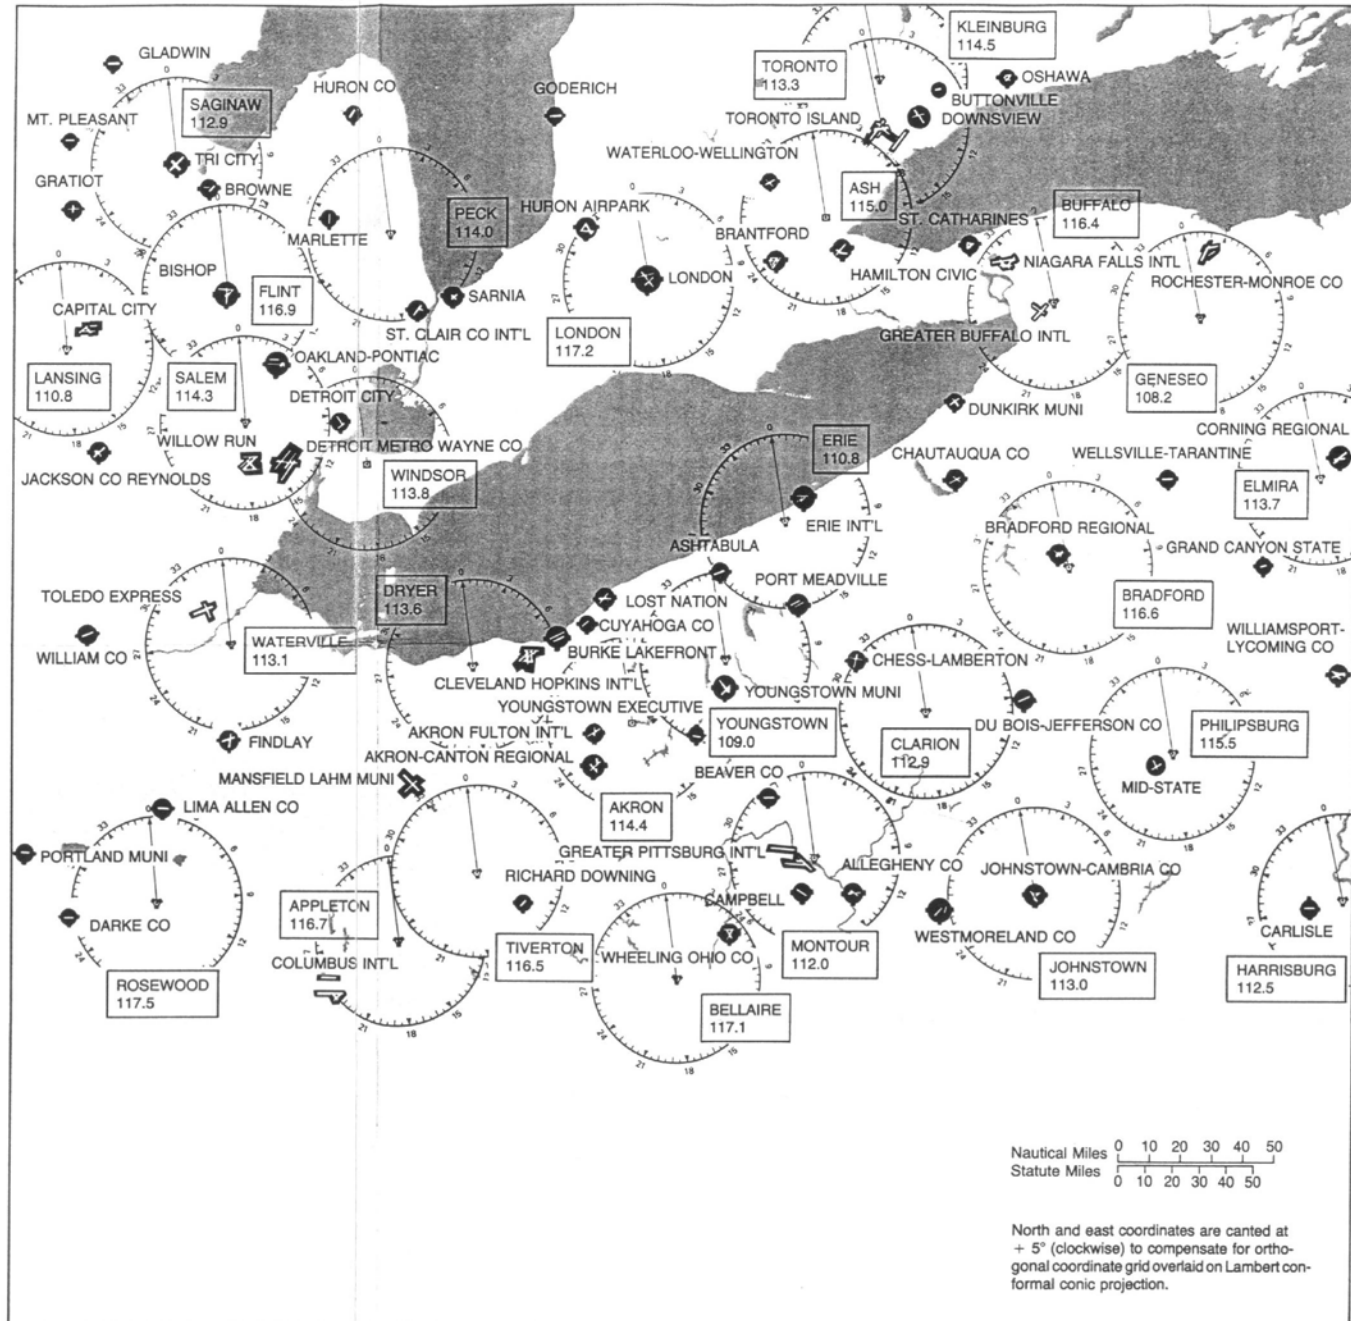 KLEINBURG
114.5
GLADWIN
TORONTO
113.3
OSHAWA
HURON CO
GODERICH
BUTTONVILLE
SAGINAW
112.9
DOWNSVIEW
MT. PLEASANT
TORONTO ISLAND
WATERLOO-WELLINGTON
TRI CITY
GRATIOT
BROWNE
ASH
115.0
PECK
114.0
HURON AIRPARK
BUFFALO
116.4
ST. CATHARINES
MARLETTE
BRANTFORD
NIAGARA FALLS INTL
BISHOP
LONDON
HAMILTON CIVIC
ROCHESTER-MONROE CO
FLINT
116.9
SARNIA
CAPITAL CITY
ST. CLAIR CO INT'L
LONDON
117.2
GREATER BUFFALO INTL
OAKLAND-PONTIAC
LANSING
110.8
SALEM
114.3
GENESEO
108.2
DETROIT CITY
DUNKIRK MUNI
CORNING REGIONAL
WILLOW RUN
DETROIT METRO WAYNE CO
ERIE
110.8
JACKSON CO REYNOLDS
CHAUTAUQUA CO
WELLSVILLE-TARANTINE
WINDSOR
113.8
ELMIRA
113.7
ERIE INT'L
BRADFORD REGIONAL
ASHTABULA
GRAND CANYON STATE
PORT MEADVILLE
DRYER
113.6
TOLEDO EXPRESS
LOST NATION
BRADFORD
116.6
CUYAHOGA CO
WILLIAMSPORT-
LYCOMING CO
WILLIAM CO
WATERVILLE
113.1
BURKE LAKEFRONT
CHESS-LAMBERTON
CLEVELAND HOPKINS INT'L
YOUNGSTOWN MUNI
YOUNGSTOWN EXECUTIVE
YOUNGSTOWN
109.0
DU BOIS-JEFFERSON CO
PHILIPSBURG
115.5
FINDLAY
AKRON FULTON INT'L
CLARION
112.9
AKRON-CANTON REGIONAL
BEAVER CO
MID-STATE
MANSFIELD LAHM MUNI
LIMA ALLEN CO
AKRON
114.4
PORTLAND MUNI
GREATER PITTSBURG INT'L
ALLEGHENY CO
JOHNSTOWN-CAMBRIA CO
RICHARD DOWNING
APPLETON
116.7
CAMPBELL
DARKE CO
WESTMORELAND CO
CARLISLE
TIVERTON
116.5
WHEELING OHIO CO
MONTOUR
112.0
COLUMBUS INT'L
JOHNSTOWN
113.0
HARRISBURG
112.5
ROSEWOOD
117.5
BELLAIRE
117.1
Nautical Miles 0 10 20 30 40 50
Statute Miles 0 10 20 30 40 50
North and east coordinates are canted at
+ 5° (clockwise) to compensate for ortho-
gonal coordinate grid overlaid on Lambert con-
formal conic projection.